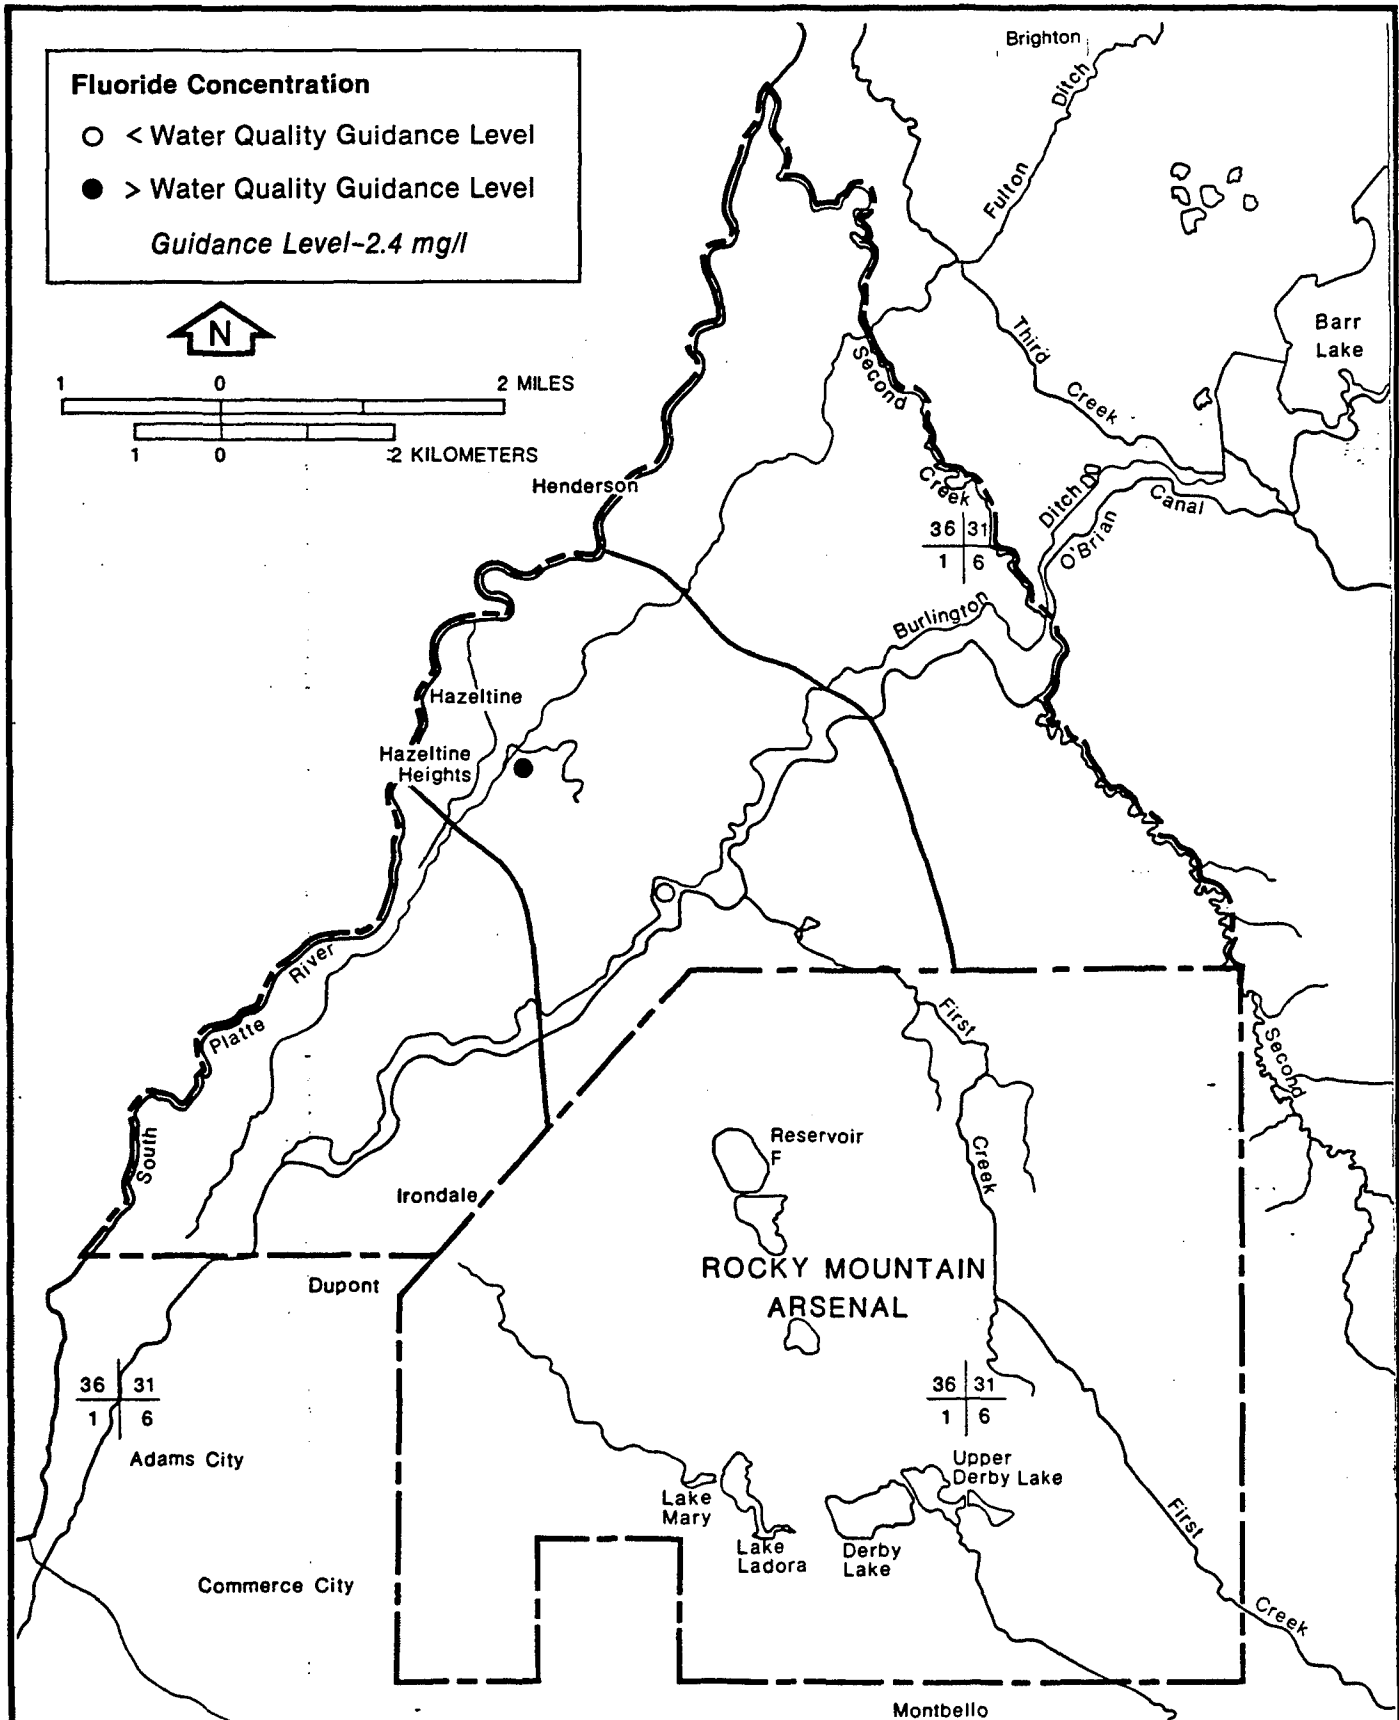 Fluoride Concentration
< Water Quality Guidance Level
> Water Quality Guidance Level
Guidance Level-2.4 mg/l
N
1 0 2 MILES
1 0 2 KILOMETERS
Brighton
Fulton Ditch
Barr
Lake
Third Creek
Second Creek
Henderson
36 31
1 6
Ditch
O'Brian Canal
Burlington
Hazeltine
Hazeltine
Heights
South Platte River
First Creek
Second
Reservoir
F
Irondale
ROCKY MOUNTAIN
ARSENAL
Dupont
36 31
1 6
36 31
1 6
Adams City
Upper
Derby Lake
Lake
Mary
Lake
Ladora
Derby
Lake
First Creek
Commerce City
Montbello